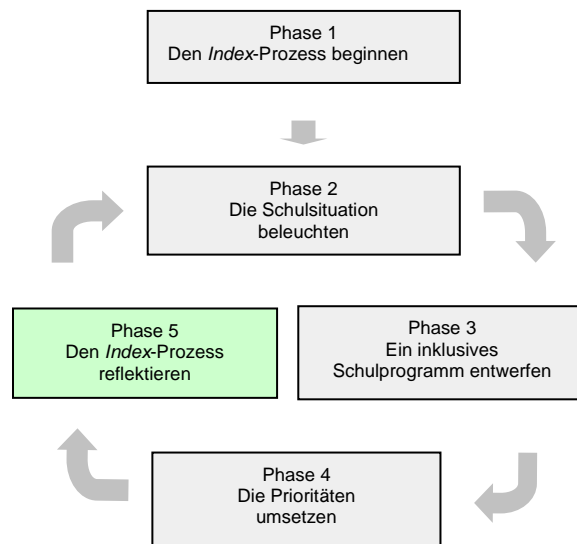 Phase 1
Den Index-Prozess beginnen
Phase 2
Die Schulsituation
beleuchten
Phase 5
Den Index-Prozess
reflektieren
Phase 3
Ein inklusives
Schulprogramm entwerfen
Phase 4
Die Prioritäten
umsetzen